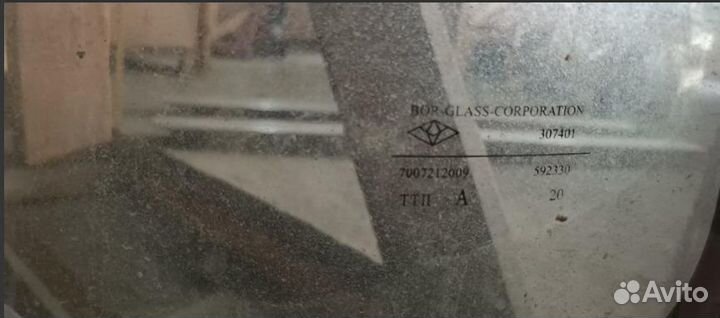 BOR-GLASS-CORPORATION
307401
7007212009 592330
ТТП А 20
Avito